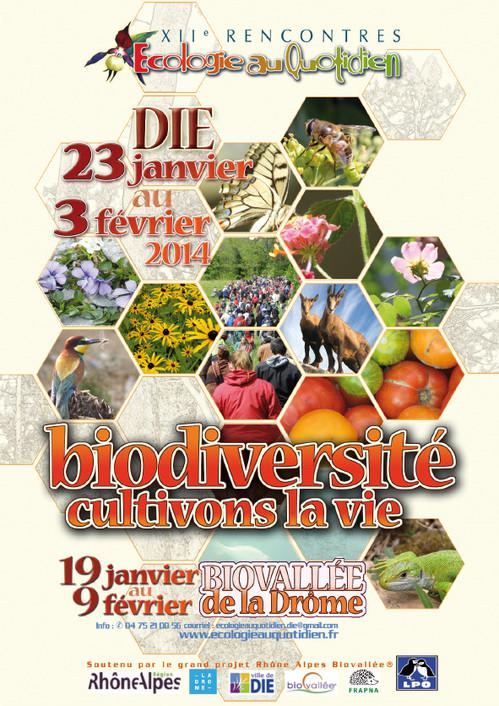 XIIe RENCONTRES
Ecologie au Quotidien
DIE
23 janvier
au
3 février
2014
biodiversité
cultivons la vie
19 janvier
au
9 février
BIOVALLÉE
de la Drôme
Info : ✆ 04 75 21 00 56 courriel : ecologieauquotidien.die@gmail.com
www.ecologieauquotidien.fr
Soutenu par le grand projet Rhône Alpes Biovallée®
RhôneAlpes Région
LA DRÔME
ville de DIE
biovallée
FRAPNA
LPO